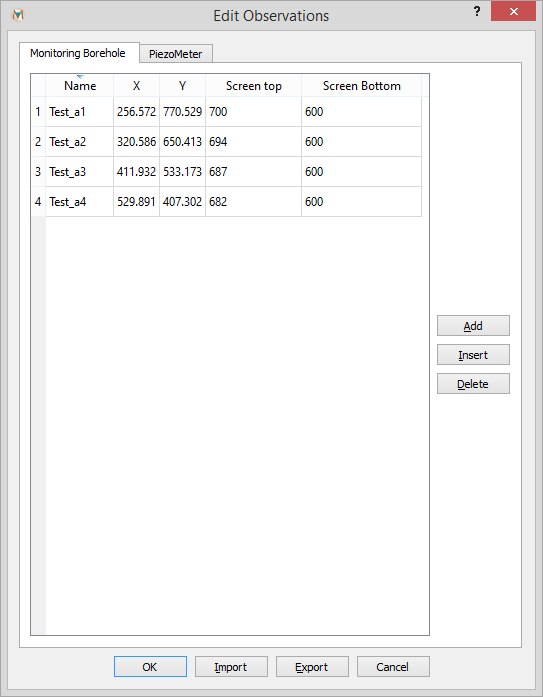 Edit Observations
? ×
Monitoring Borehole PiezoMeter
Name X Y Screen top Screen Bottom
1 Test_a1 256.572 770.529 700 600
2 Test_a2 320.586 650.413 694 600
3 Test_a3 411.932 533.173 687 600
4 Test_a4 529.891 407.302 682 600
Add
Insert
Delete
OK Import Export Cancel